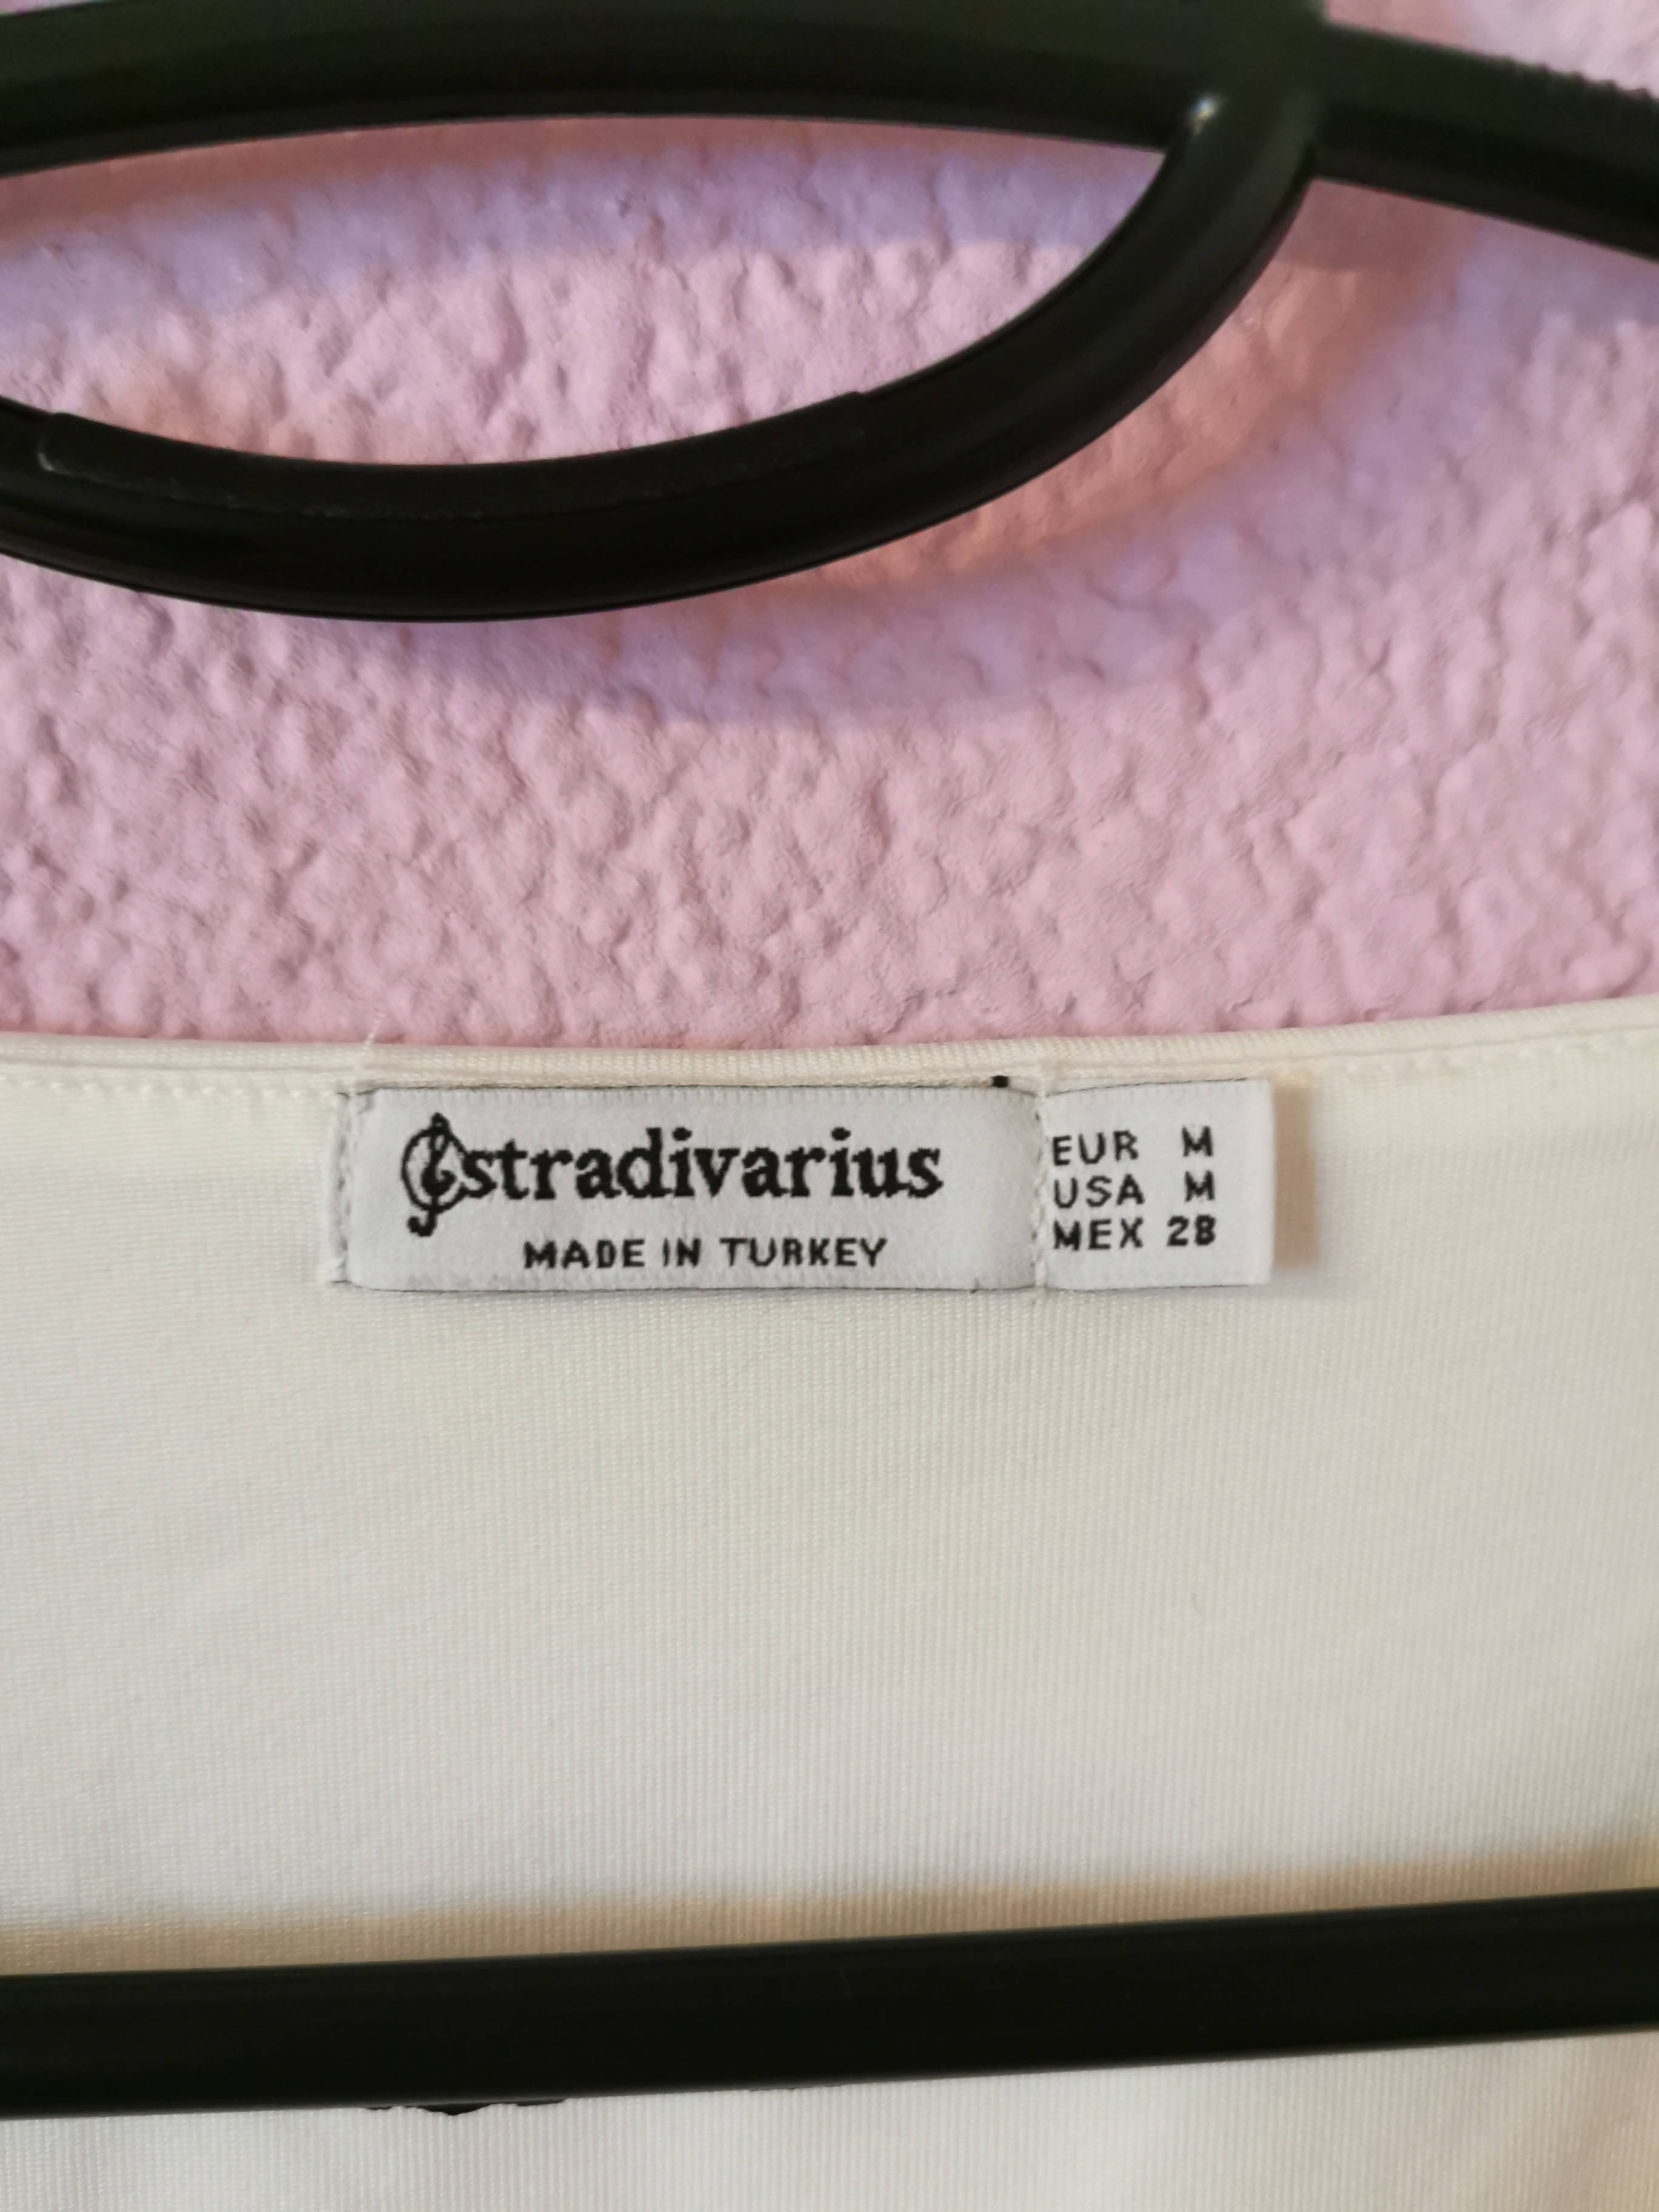 stradivarius
MADE IN TURKEY
EUR M
USA M
MEX 28